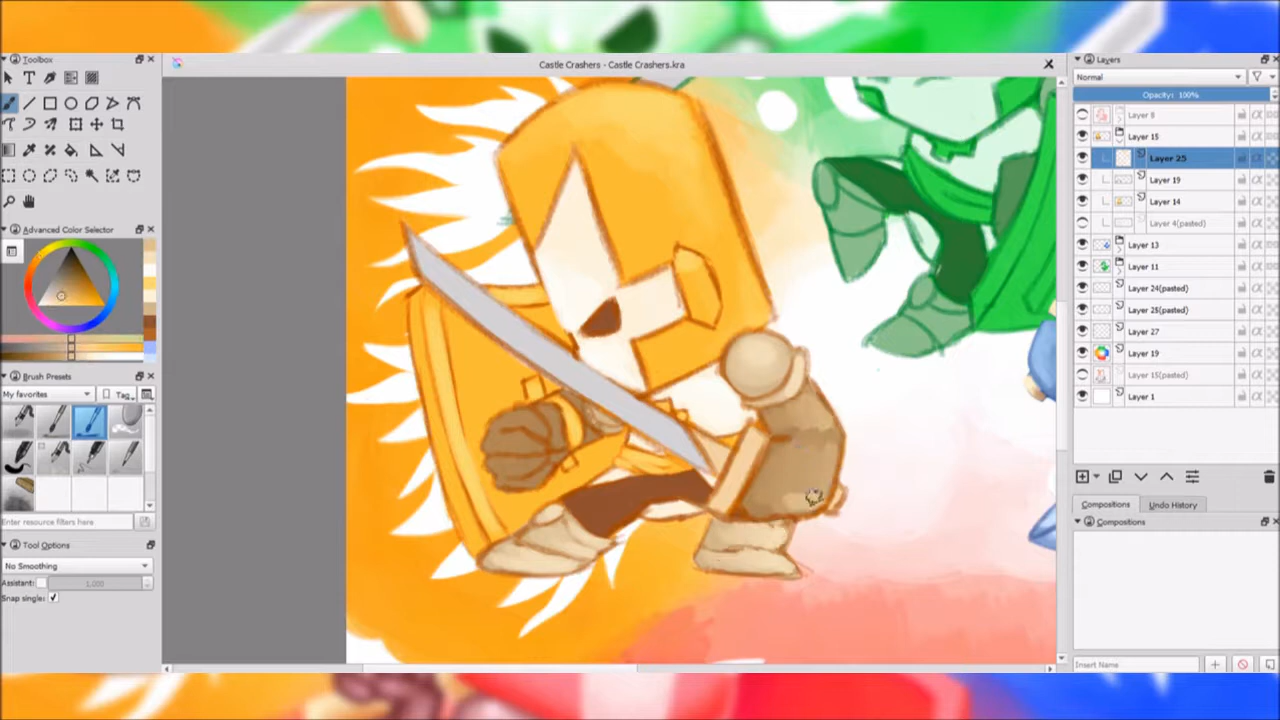 Toolbox
Castle Crashers - Castle Crashers.kra
Layers
Normal
Opacity: 100%
Layer 8
Layer 15
Layer 25
Layer 19
Layer 14
Layer 4(pasted)
Layer 13
Layer 11
Layer 24(pasted)
Layer 25(pasted)
Layer 27
Layer 19
Layer 15(pasted)
Layer 1
Advanced Color Selector
Brush Presets
My favorites
Tag
Enter resource filters here
Tool Options
No Smoothing
Assistant:
1,000
Snap single:
Compositions
Undo History
Compositions
Insert Name